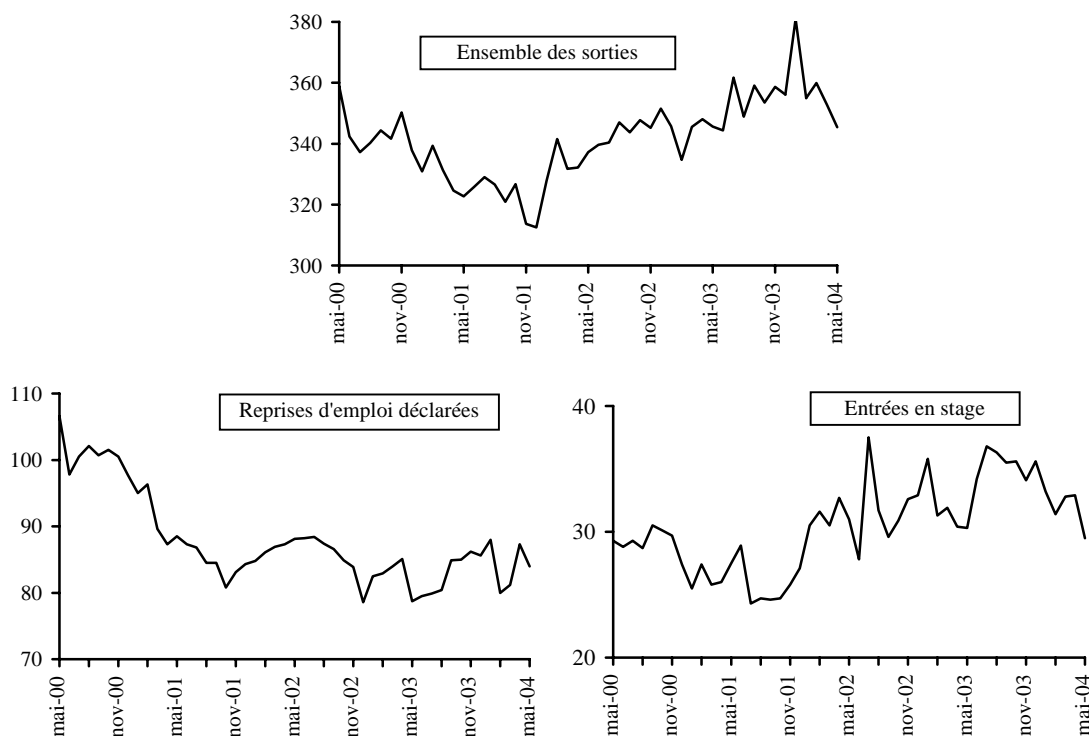 Ensemble des sorties
380
360
340
320
300
mai-00
nov-00
mai-01
nov-01
mai-02
nov-02
mai-03
nov-03
mai-04
Reprises d'emploi déclarées
110
100
90
80
70
mai-00
nov-00
mai-01
nov-01
mai-02
nov-02
mai-03
nov-03
mai-04
Entrées en stage
40
30
20
mai-00
nov-00
mai-01
nov-01
mai-02
nov-02
mai-03
nov-03
mai-04